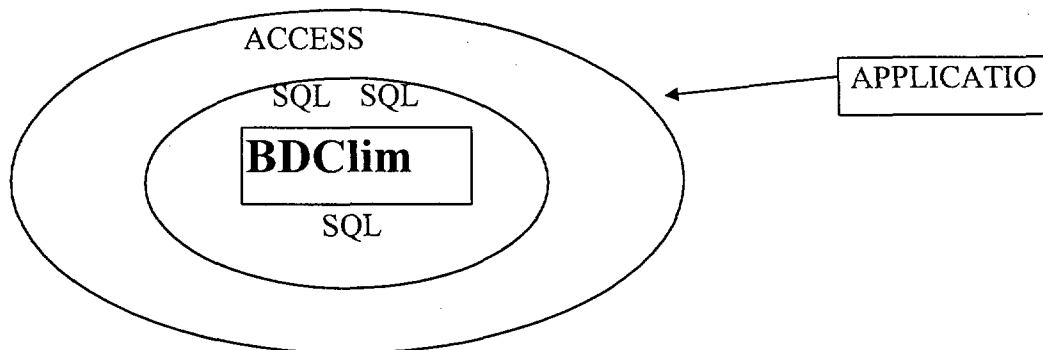 ACCESS
APPLICATIO
SQL SQL
BDClim
SQL